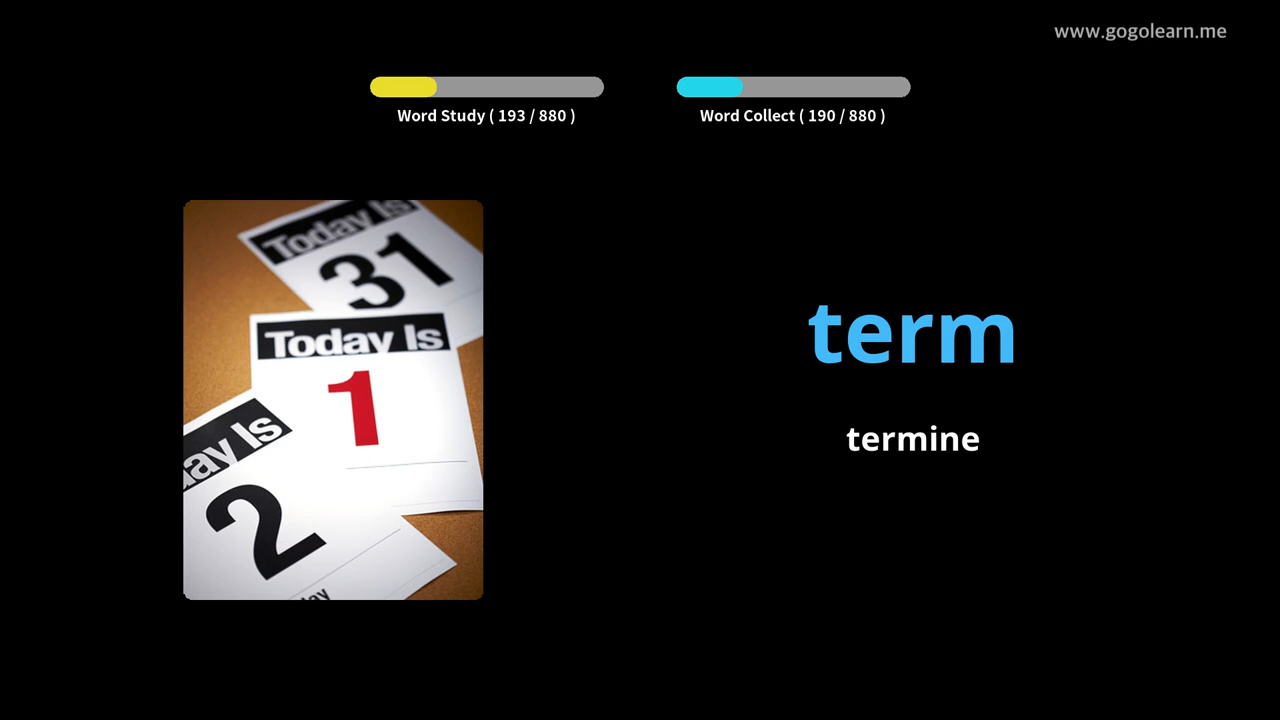 www.gogolearn.me
Word Study ( 193 / 880 )
Word Collect ( 190 / 880 )
Today Is
31
Today Is
1
ay Is
2
term
termine